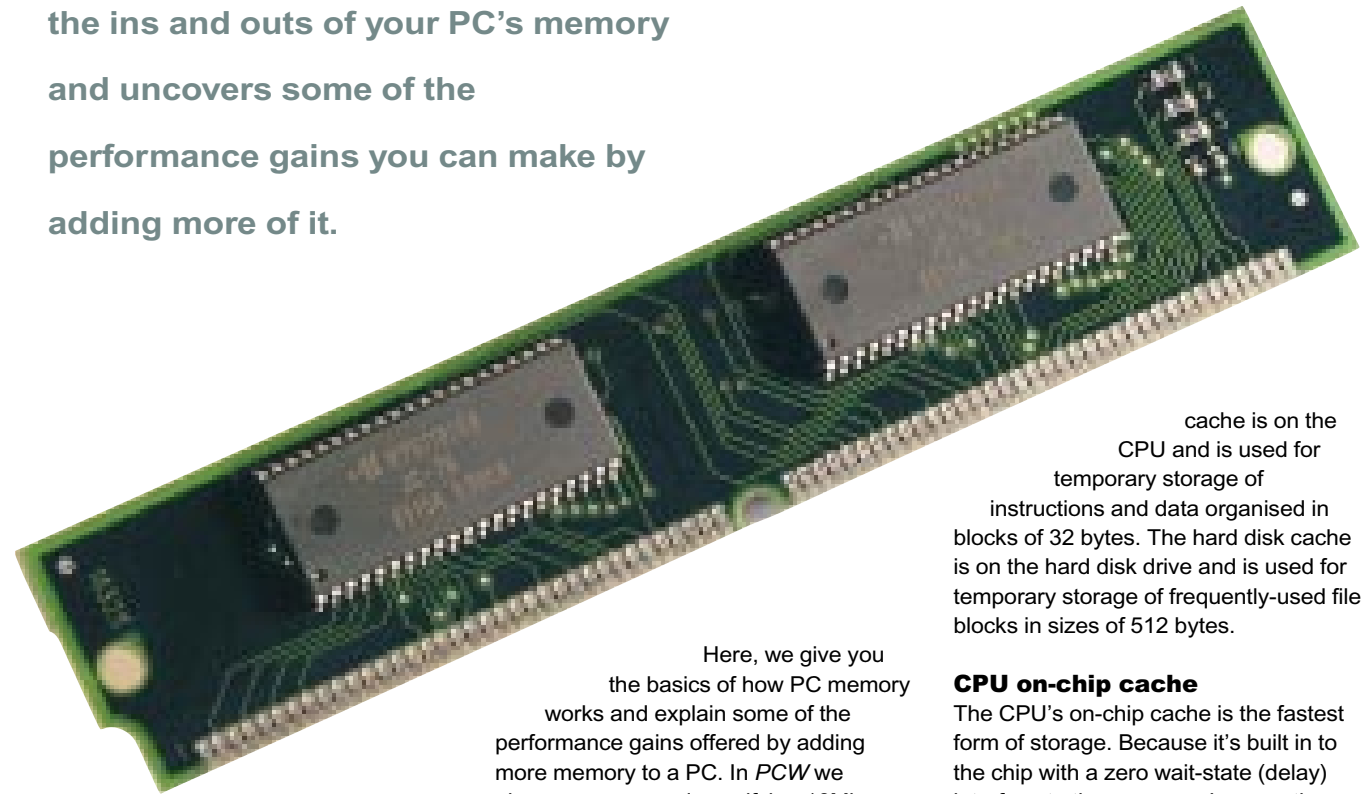 the ins and outs of your PC’s memory
and uncovers some of the
performance gains you can make by
adding more of it.
Here, we give you
the basics of how PC memory
works and explain some of the
performance gains offered by adding
more memory to a PC. In PCW we
cache is on the
CPU and is used for
temporary storage of
instructions and data organised in
blocks of 32 bytes. The hard disk cache
is on the hard disk drive and is used for
temporary storage of frequently-used file
blocks in sizes of 512 bytes.
CPU on-chip cache
The CPU’s on-chip cache is the fastest
form of storage. Because it’s built in to
the chip with a zero wait-state (delay)